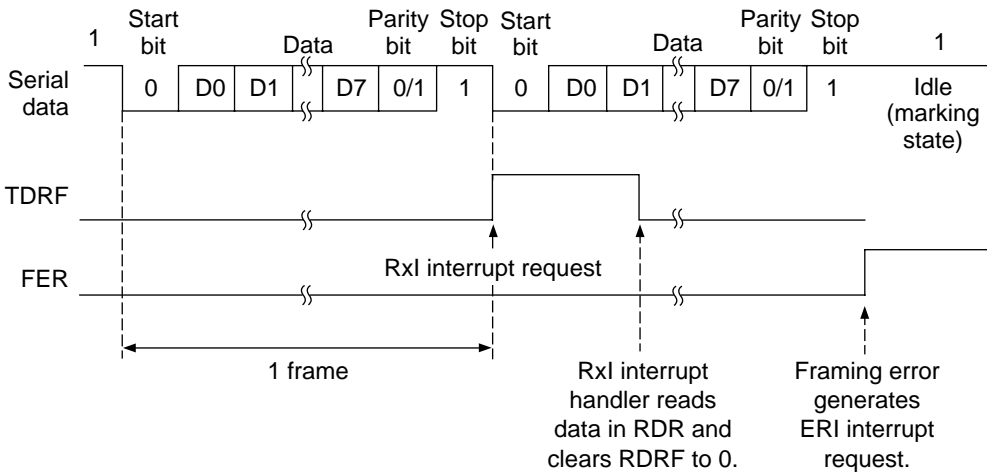 Start Parity Stop Start Parity Stop
1 bit Data bit bit bit Data bit bit 1
Serial data 0 D0 D1 D7 0/1 1 0 D0 D1 D7 0/1 1 Idle (marking state)
TDRF
RxI interrupt request
FER
1 frame
RxI interrupt
handler reads
data in RDR and
clears RDRF to 0.
Framing error
generates
ERI interrupt
request.